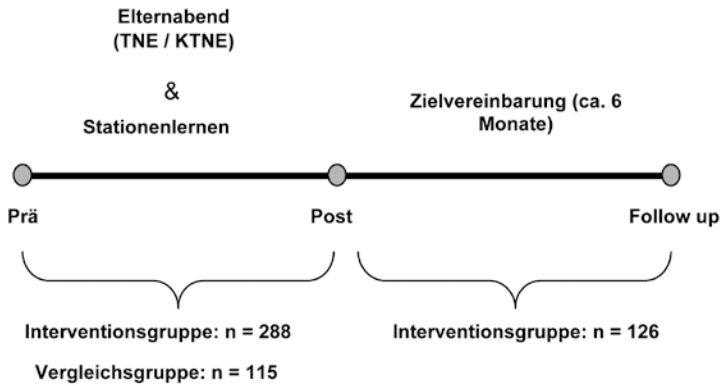 Elternabend
(TNE / KTNE)
&
Stationenlernen
Zielvereinbarung (ca. 6
Monate)
Prä
Post
Follow up
Interventionsgruppe: n = 288
Interventionsgruppe: n = 126
Vergleichsgruppe: n = 115